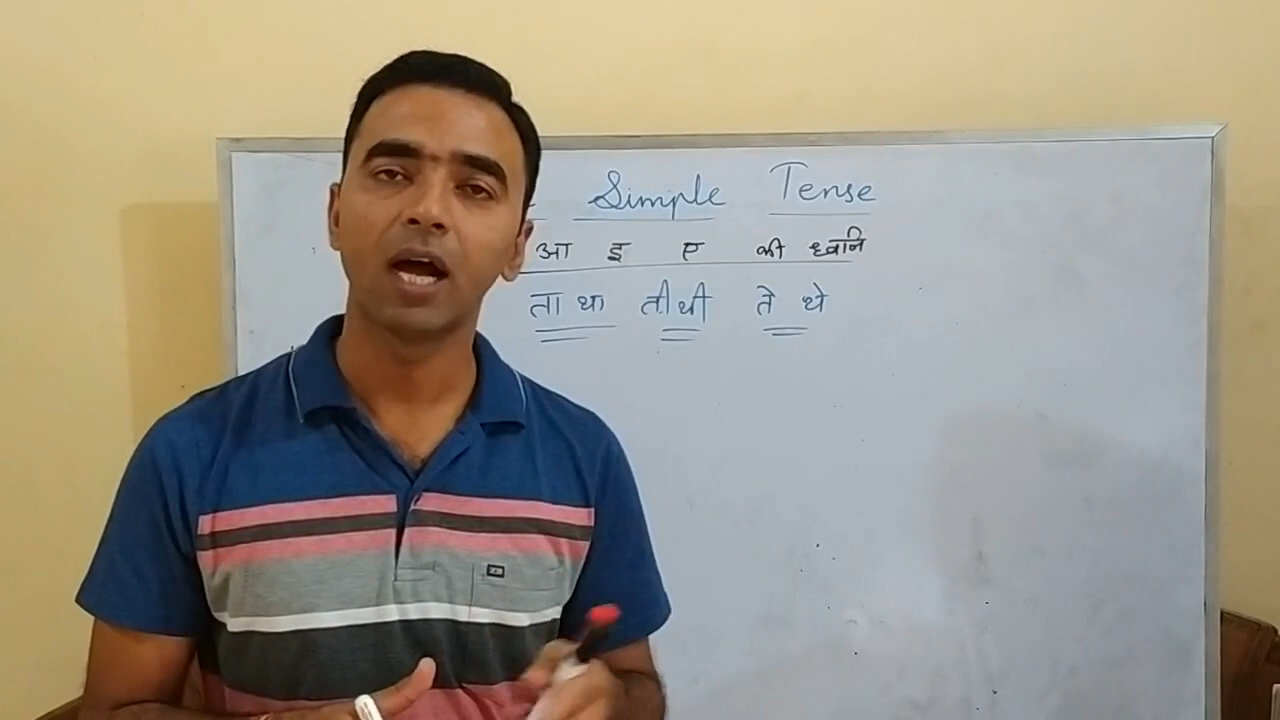 Simple Tense
आ इ ए की ध्वनि
ता था ती थी ते थे